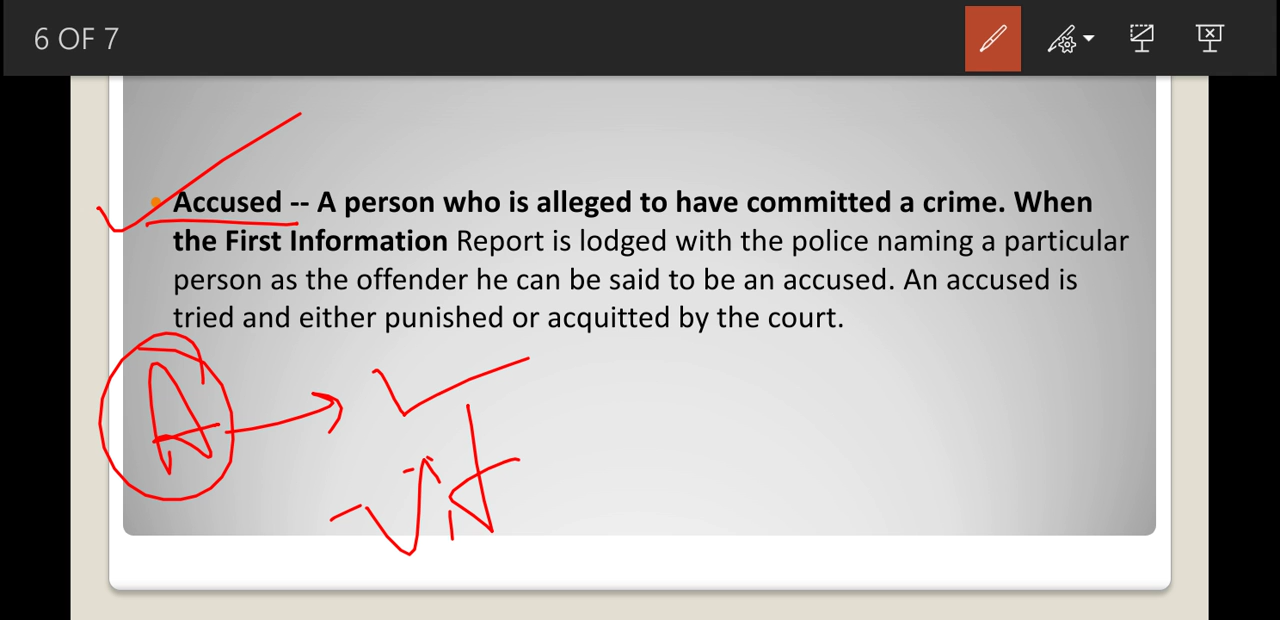 6 OF 7
Accused -- A person who is alleged to have committed a crime. When
the First Information Report is lodged with the police naming a particular
person as the offender he can be said to be an accused. An accused is
tried and either punished or acquitted by the court.
A